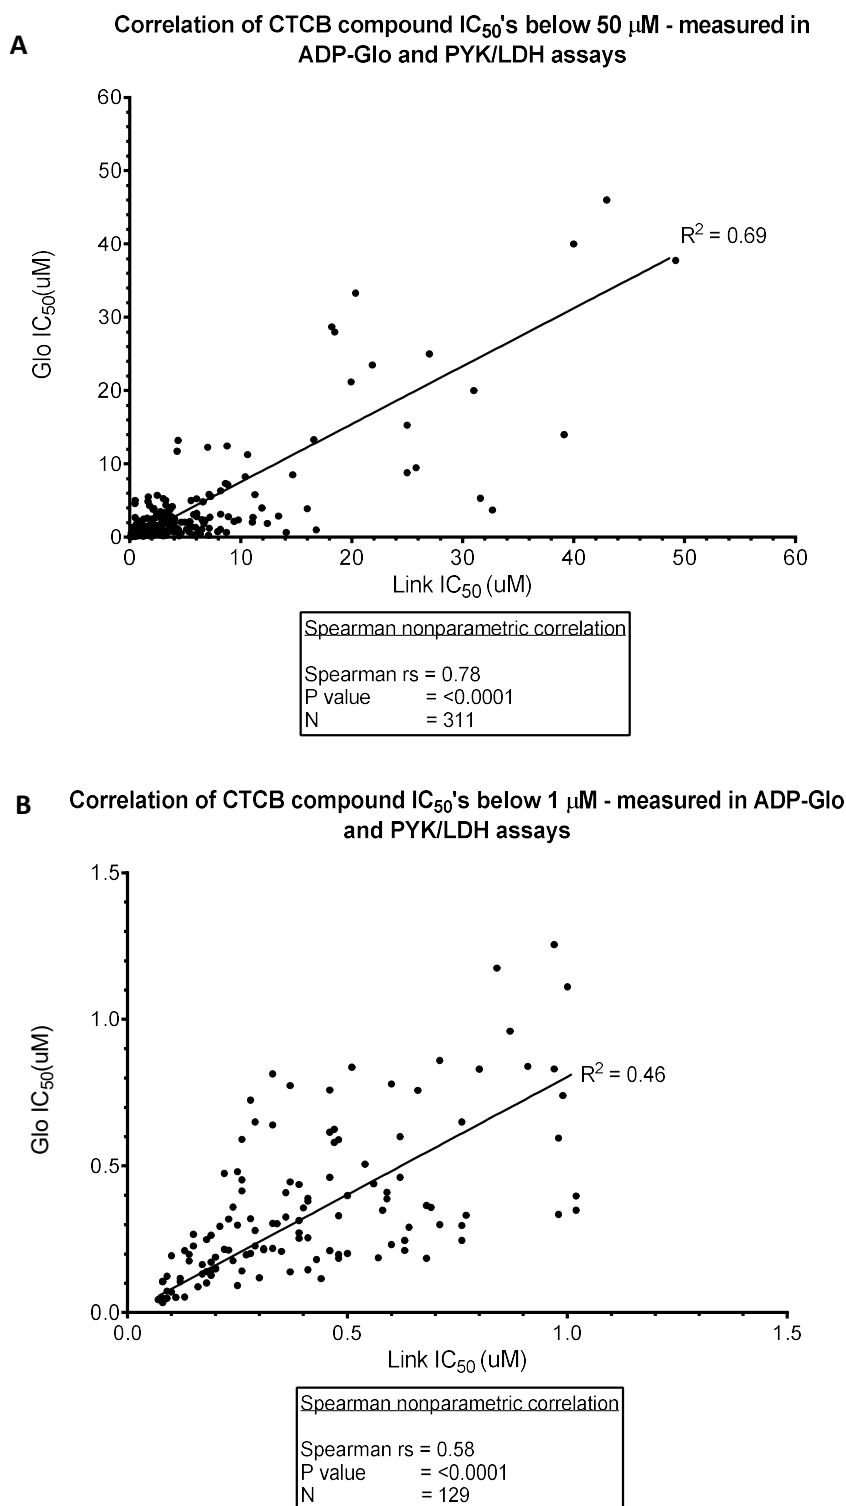 A
Correlation of CTCB compound IC50's below 50 μM - measured in
ADP-Glo and PYK/LDH assays
60
50
40
30
20
10
0
Glo IC50(uM)
R2 = 0.69
0 10 20 30 40 50 60
Link IC50 (uM)
Spearman nonparametric correlation
Spearman rs = 0.78
P value = <0.0001
N = 311
B
Correlation of CTCB compound IC50's below 1 μM - measured in ADP-Glo
and PYK/LDH assays
1.5
1.0
0.5
0.0
Glo IC50(uM)
R2 = 0.46
0.0 0.5 1.0 1.5
Link IC50 (uM)
Spearman nonparametric correlation
Spearman rs = 0.58
P value = <0.0001
N = 129